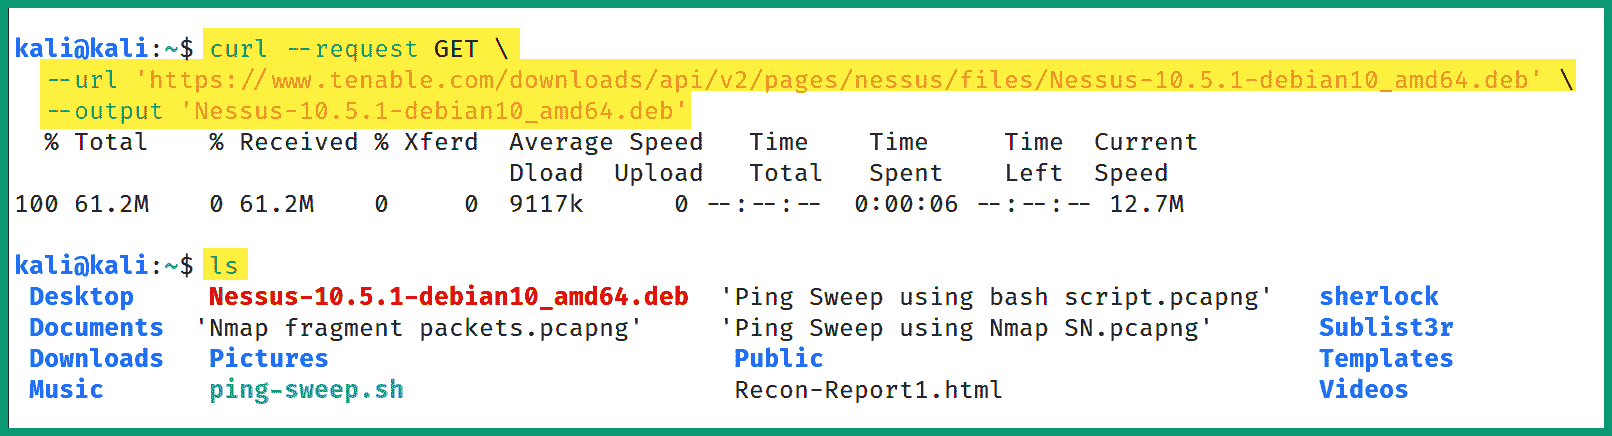 kali@kali:~$ curl --request GET \
--url 'https://www.tenable.com/downloads/api/v2/pages/nessus/files/Nessus-10.5.1-debian10_amd64.deb' \
--output 'Nessus-10.5.1-debian10_amd64.deb'
% Total % Received % Xferd Average Speed Time Time Time Current
Dload Upload Total Spent Left Speed
100 61.2M 0 61.2M 0 0 9117k 0 --:--:-- 0:00:06 --:--:-- 12.7M
kali@kali:~$ ls
Desktop Nessus-10.5.1-debian10_amd64.deb 'Ping Sweep using bash script.pcapng' sherlock
Documents 'Nmap fragment packets.pcapng' 'Ping Sweep using Nmap SN.pcapng' Sublist3r
Downloads Pictures Public Templates
Music ping-sweep.sh Recon-Report1.html Videos